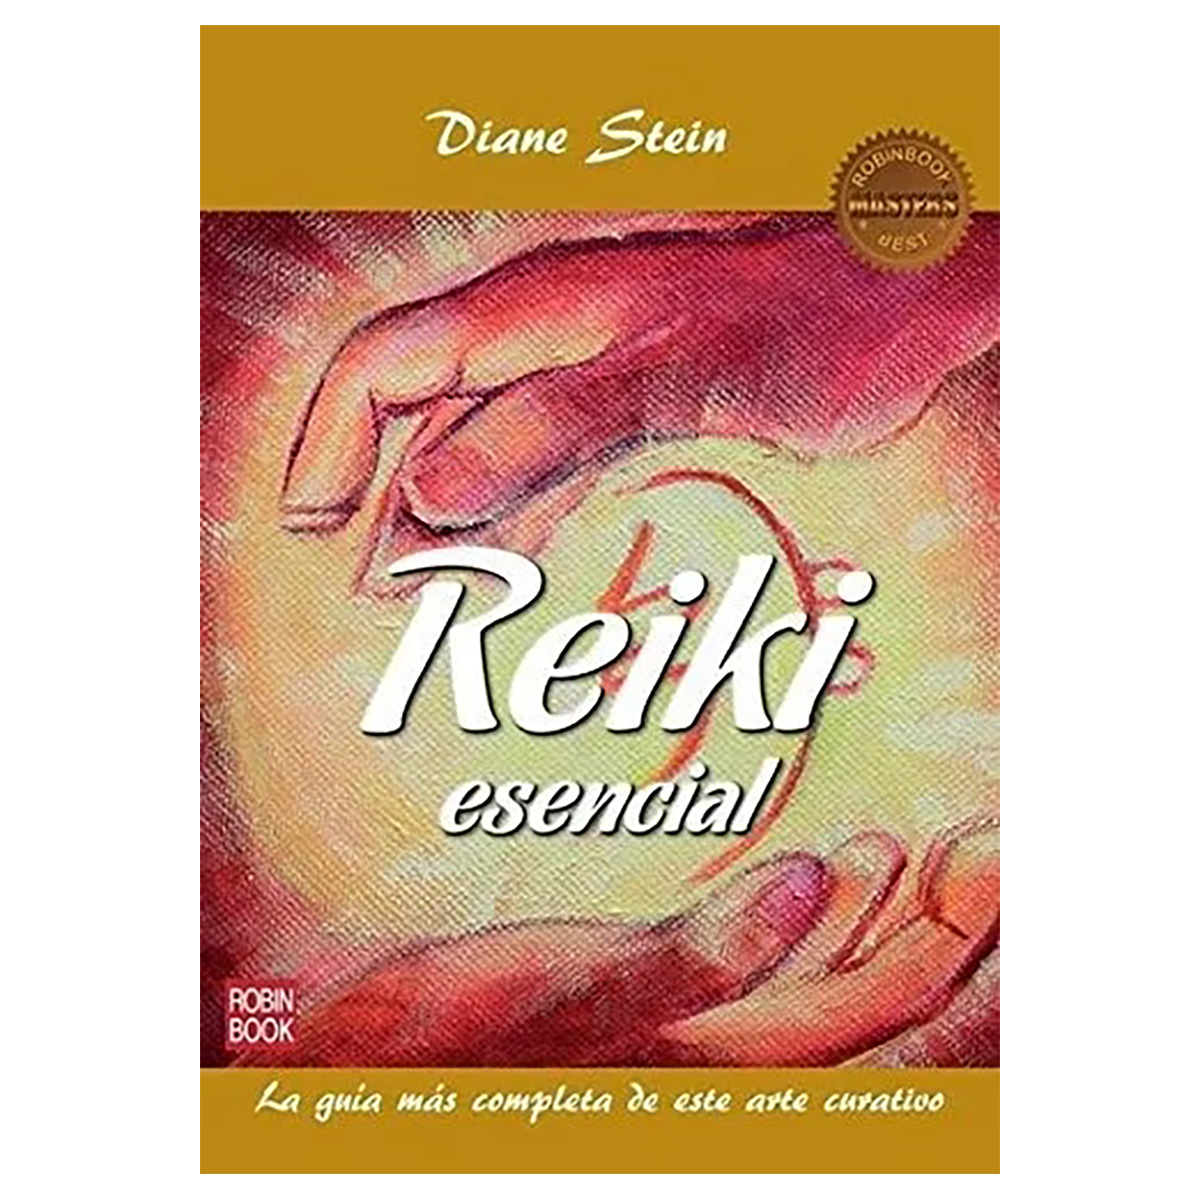 Diane Stein
ROBINBOOK
MASTERS
BEST
Reiki
esencial
ROBIN
BOOK
La guía más completa de este arte curativo